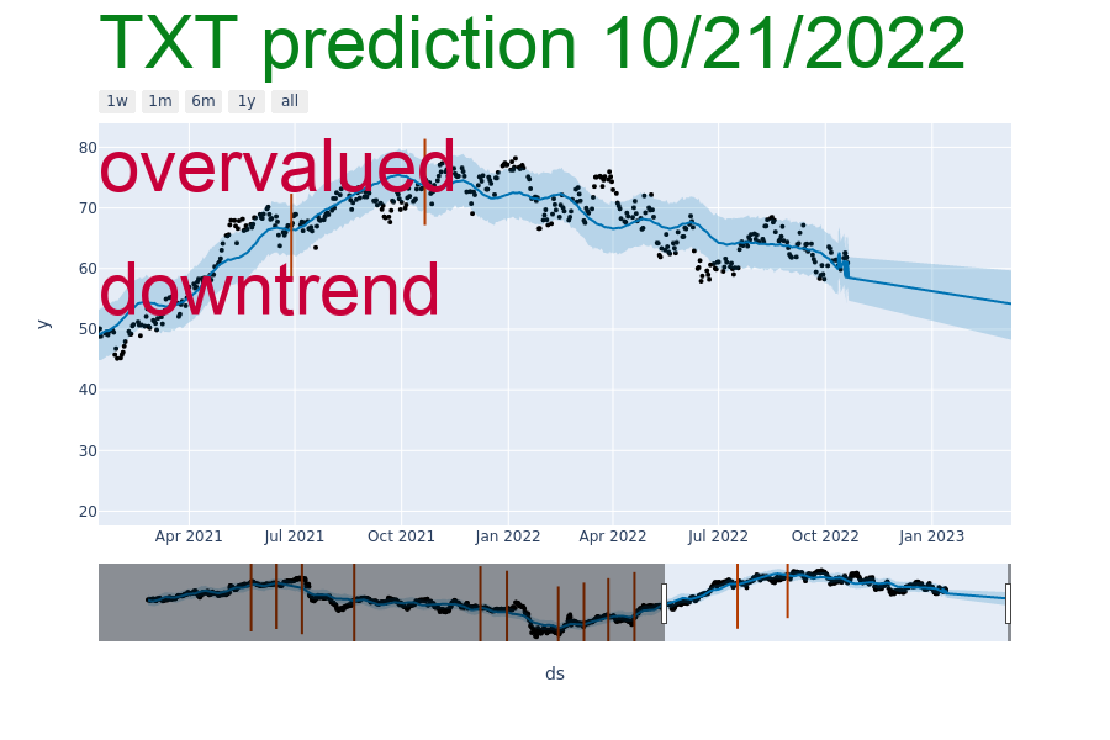 TXT prediction 10/21/2022
1w 1m 6m 1y all
80
overvalued
70
60
downtrend
50
y
40
30
20
Apr 2021 Jul 2021 Oct 2021 Jan 2022 Apr 2022 Jul 2022 Oct 2022 Jan 2023
ds